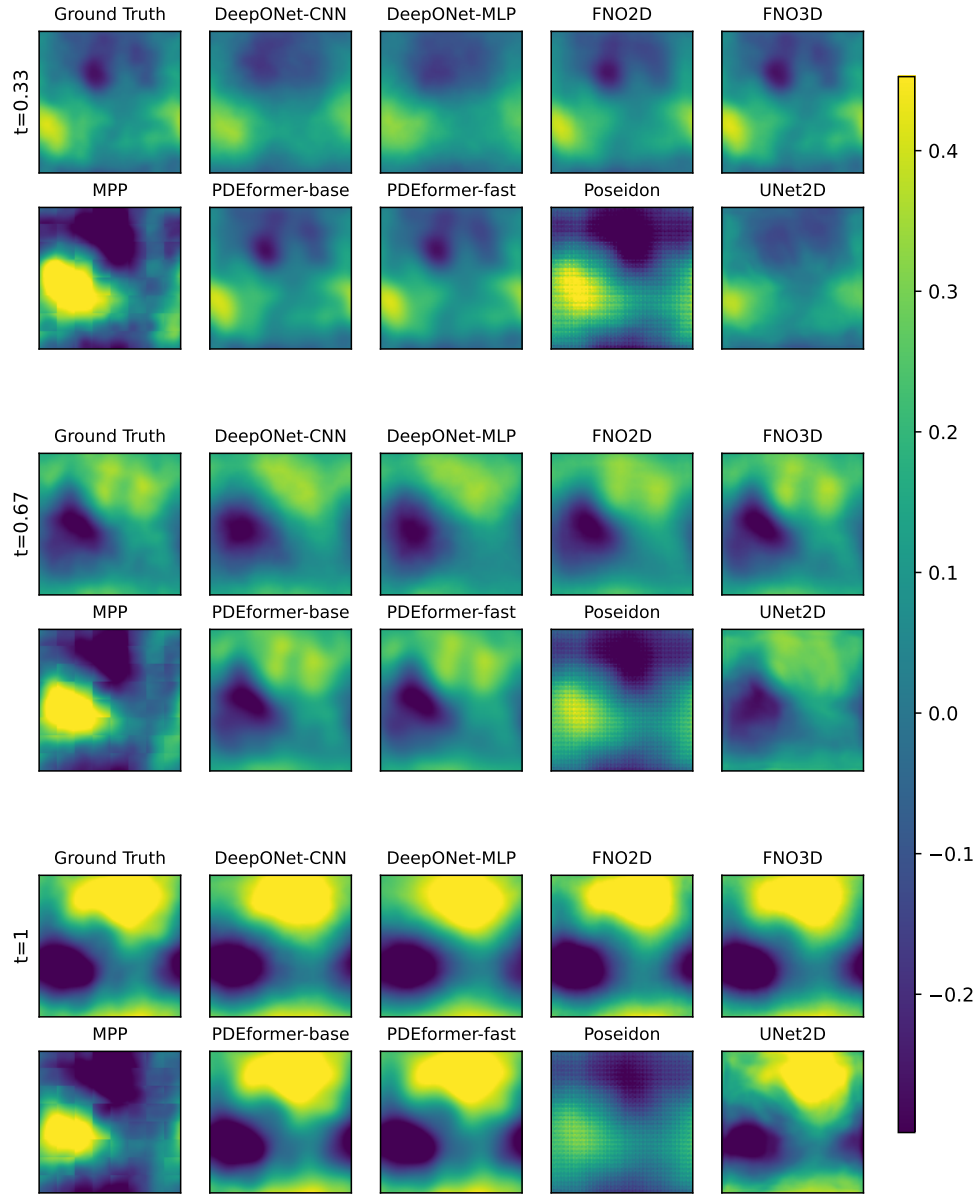 Ground Truth DeepONet-CNN DeepONet-MLP FNO2D FNO3D
t=0.33
MPP PDEformer-base PDEformer-fast Poseidon UNet2D
Ground Truth DeepONet-CNN DeepONet-MLP FNO2D FNO3D
t=0.67
MPP PDEformer-base PDEformer-fast Poseidon UNet2D
Ground Truth DeepONet-CNN DeepONet-MLP FNO2D FNO3D
t=1
MPP PDEformer-base PDEformer-fast Poseidon UNet2D
0.4
0.3
0.2
0.1
0.0
−0.1
−0.2